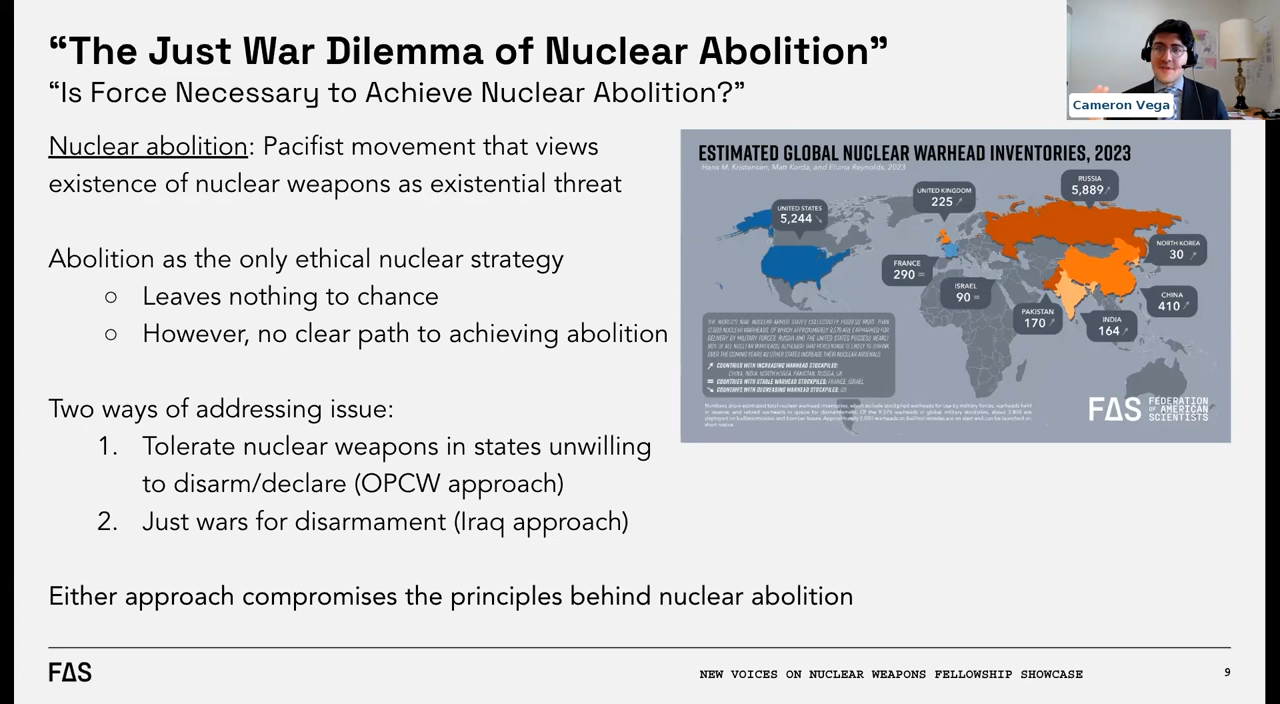 “The Just War Dilemma of Nuclear Abolition”
“Is Force Necessary to Achieve Nuclear Abolition?”
Cameron Vega
Nuclear abolition: Pacifist movement that views
existence of nuclear weapons as existential threat
Abolition as the only ethical nuclear strategy
○ Leaves nothing to chance
○ However, no clear path to achieving abolition
Two ways of addressing issue:
1. Tolerate nuclear weapons in states unwilling
to disarm/declare (OPCW approach)
2. Just wars for disarmament (Iraq approach)
Either approach compromises the principles behind nuclear abolition
ESTIMATED GLOBAL NUCLEAR WARHEAD INVENTORIES, 2023
Hans M. Kristensen, Matt Korda, and Eliana Reynolds, 2023
RUSSIA
5,889↗
UNITED KINGDOM
225 ↗
UNITED STATES
5,244 ↘
NORTH KOREA
30 ↗
FRANCE
290 =
ISRAEL
90 =
CHINA
410 ↗
PAKISTAN
170 ↗
INDIA
164 ↗
COUNTRIES WITH INCREASING WARHEAD STOCKPILES:
CHINA, INDIA, NORTH KOREA, PAKISTAN, RUSSIA, UK
COUNTRIES WITH STABLE WARHEAD STOCKPILES: FRANCE, ISRAEL
COUNTRIES WITH DECREASING WARHEAD STOCKPILES: US
FAS FEDERATION
OF AMERICAN
SCIENTISTS
FAS
NEW VOICES ON NUCLEAR WEAPONS FELLOWSHIP SHOWCASE
9